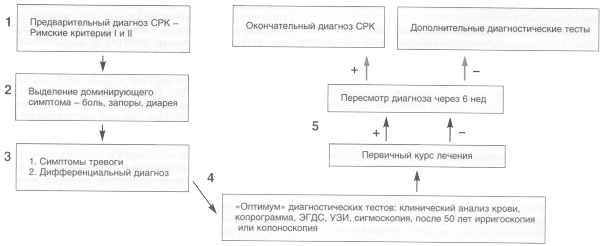 1
Предварительный диагноз СРК –
Римские критерии I и II
2
Выделение доминирующего
симптома – боль, запоры, диарея
3
1. Симптомы тревоги
2. Дифференциальный диагноз
4
«Оптимум» диагностических тестов: клинический анализ крови,
копрограмма, ЭГДС, УЗИ, сигмоскопия, после 50 лет ирригоскопия
или колоноскопия
Первичный курс лечения
5
+ –
Пересмотр диагноза через 6 нед
+ –
Окончательный диагноз СРК
Дополнительные диагностические тесты